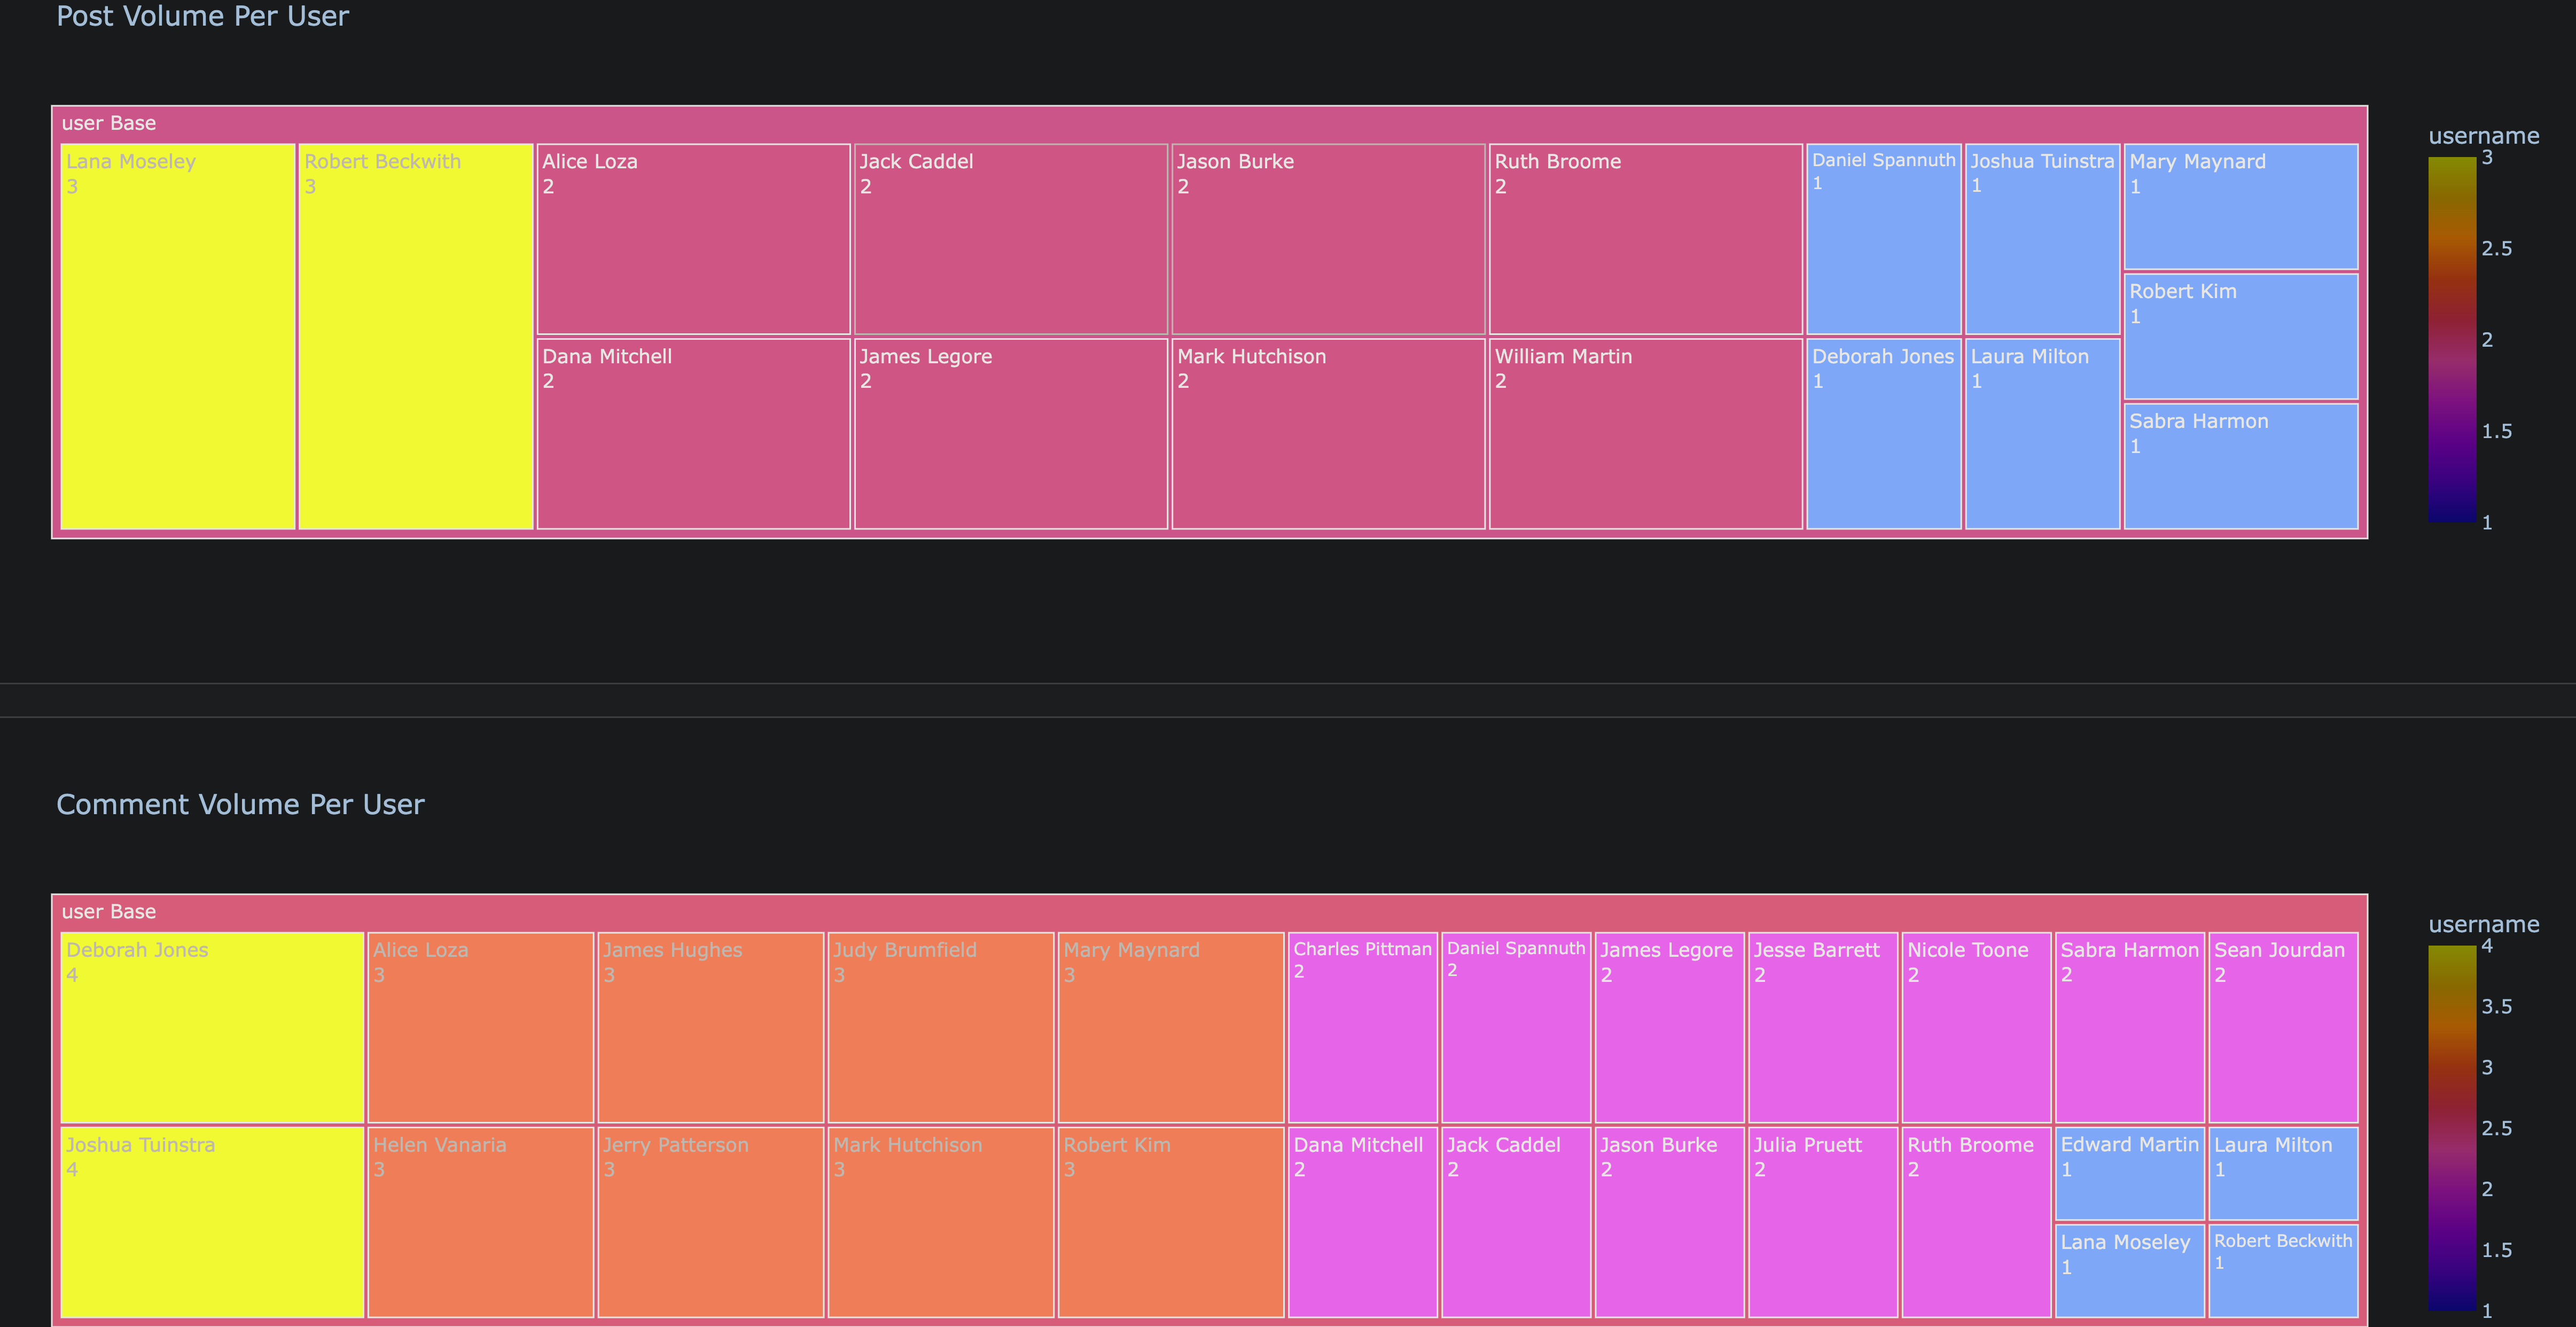 Post Volume Per User
user Base
Lana Moseley
3
Robert Beckwith
3
Alice Loza
2
Jack Caddel
2
Jason Burke
2
Ruth Broome
2
Daniel Spannuth
1
Joshua Tuinstra
1
Mary Maynard
1
Robert Kim
1
Dana Mitchell
2
James Legore
2
Mark Hutchison
2
William Martin
2
Deborah Jones
1
Laura Milton
1
Sabra Harmon
1
username
3
2.5
2
1.5
1
Comment Volume Per User
user Base
Deborah Jones
4
Alice Loza
3
James Hughes
3
Judy Brumfield
3
Mary Maynard
3
Charles Pittman
2
Daniel Spannuth
2
James Legore
2
Jesse Barrett
2
Nicole Toone
2
Sabra Harmon
2
Sean Jourdan
2
Joshua Tuinstra
4
Helen Vanaria
3
Jerry Patterson
3
Mark Hutchison
3
Robert Kim
3
Dana Mitchell
2
Jack Caddel
2
Jason Burke
2
Julia Pruett
2
Ruth Broome
2
Edward Martin
1
Laura Milton
1
Lana Moseley
1
Robert Beckwith
1
username
4
3.5
3
2.5
2
1.5
1